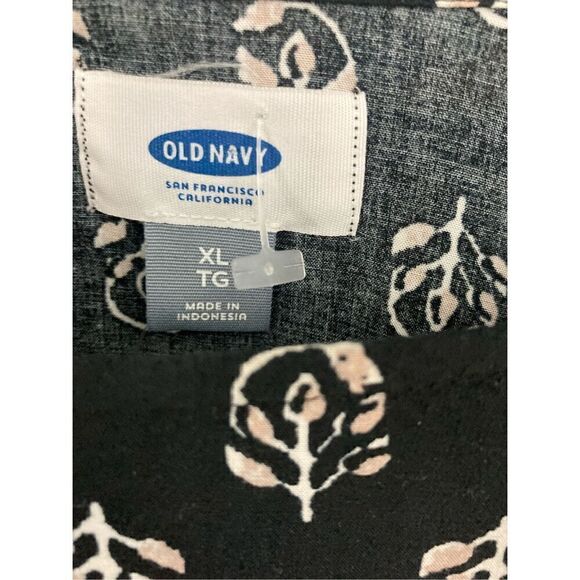 OLD NAVY
SAN FRANCISCO
CALIFORNIA
XL
TG
MADE IN
INDONESIA